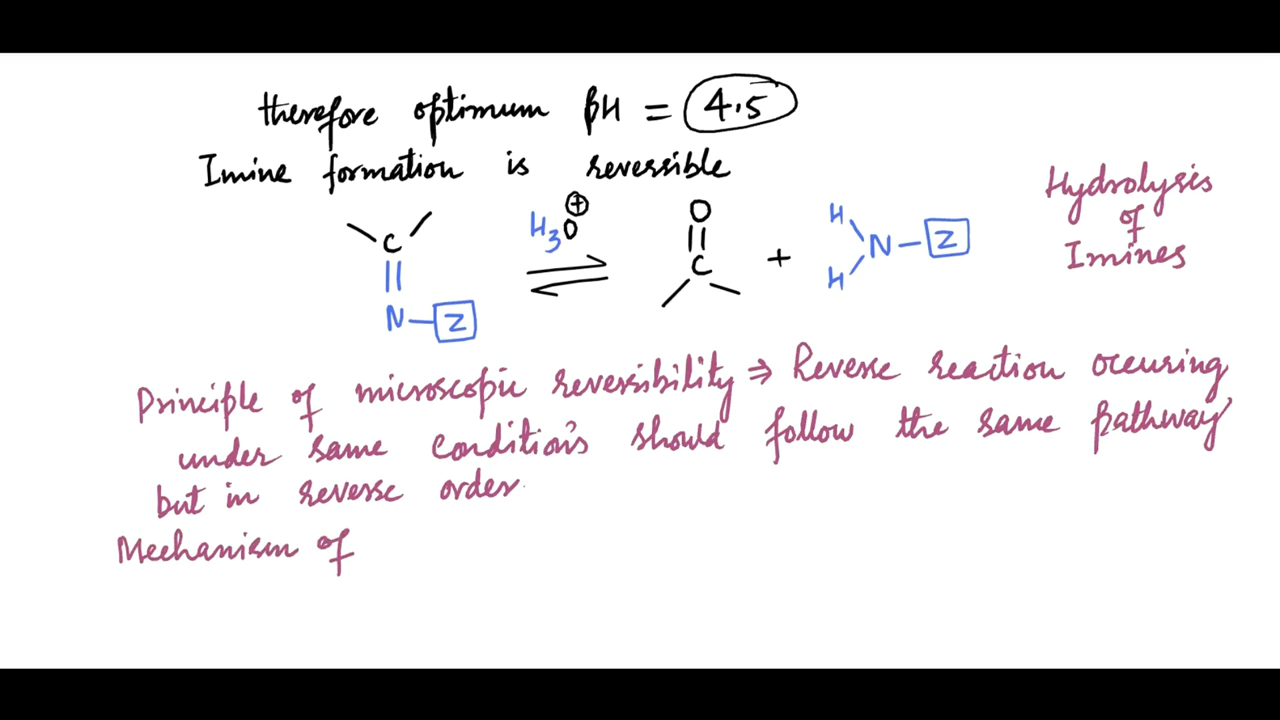 therefore optimum pH = 4.5
Imine formation is reversible
C
||
N-Z
H3O⊕
⇌
O
||
C
+
H
N-Z
H
Hydrolysis
of
Imines
Principle of microscopic reversibility ⇒ Reverse reaction occuring
under same conditions should follow the same pathway
but in reverse order
Mechanism of